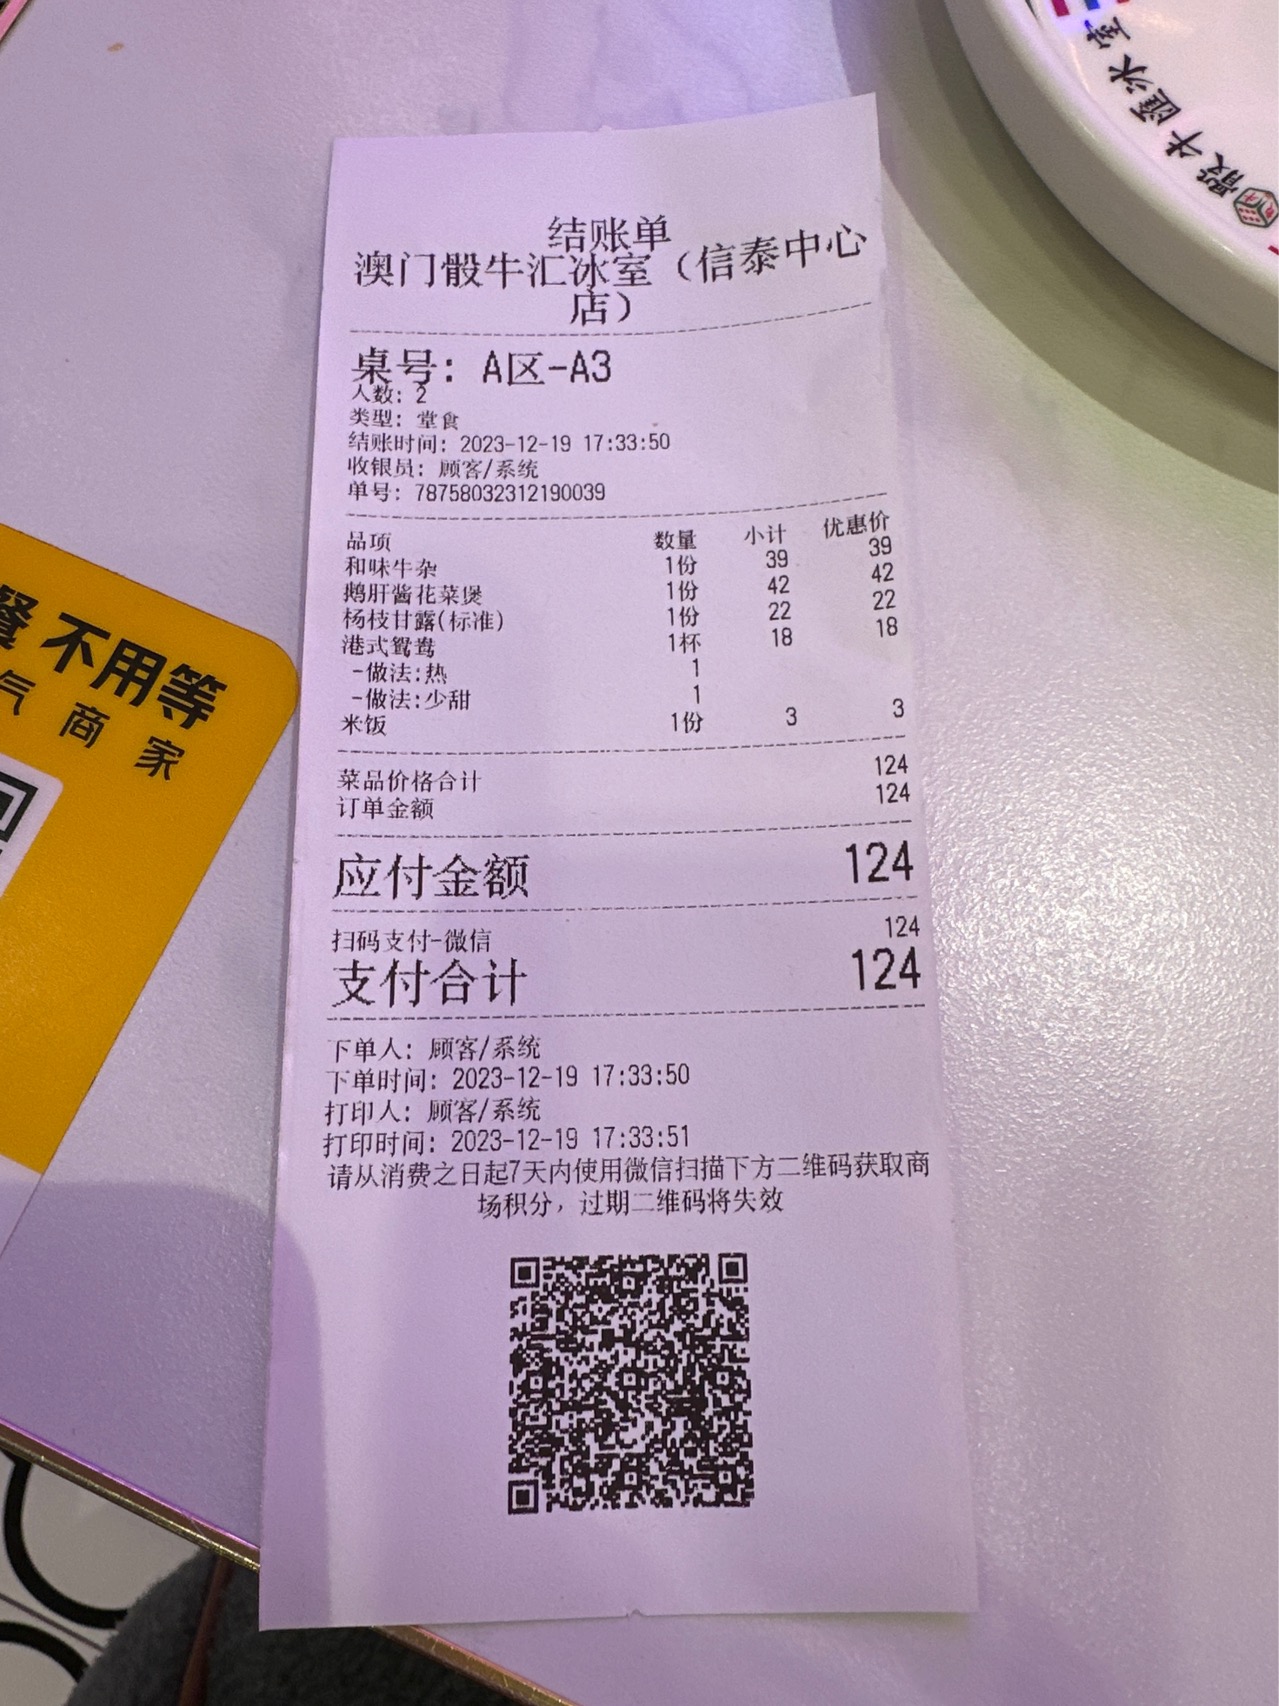 结账单
澳门骰牛汇冰室（信泰中心
店）
桌号：A区-A3
人数：2
类型：堂食
结账时间：2023-12-19 17:33:50
收银员：顾客/系统
单号：78758032312190039
品项 数量 小计 优惠价
和味牛杂 1份 39 39
鹅肝酱花菜煲 1份 42 42
杨枝甘露(标准) 1份 22 22
港式鸳鸯 1杯 18 18
-做法:热 1
-做法:少甜 1
米饭 1份 3 3
菜品价格合计 124
订单金额 124
应付金额 124
扫码支付-微信 124
支付合计 124
下单人：顾客/系统
下单时间：2023-12-19 17:33:50
打印人：顾客/系统
打印时间：2023-12-19 17:33:51
请从消费之日起7天内使用微信扫描下方二维码获取商
场积分，过期二维码将失效
餐 不用等
气商家
骰牛匯冰室